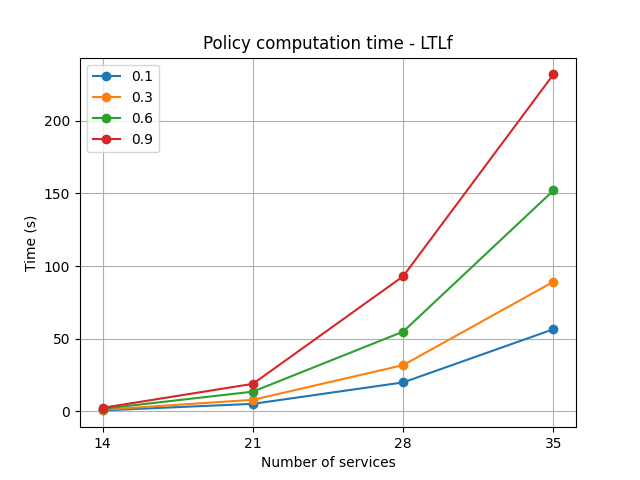 Policy computation time - LTLf
0.1
0.3
0.6
0.9
200
150
100
50
0
Time (s)
14 21 28 35
Number of services